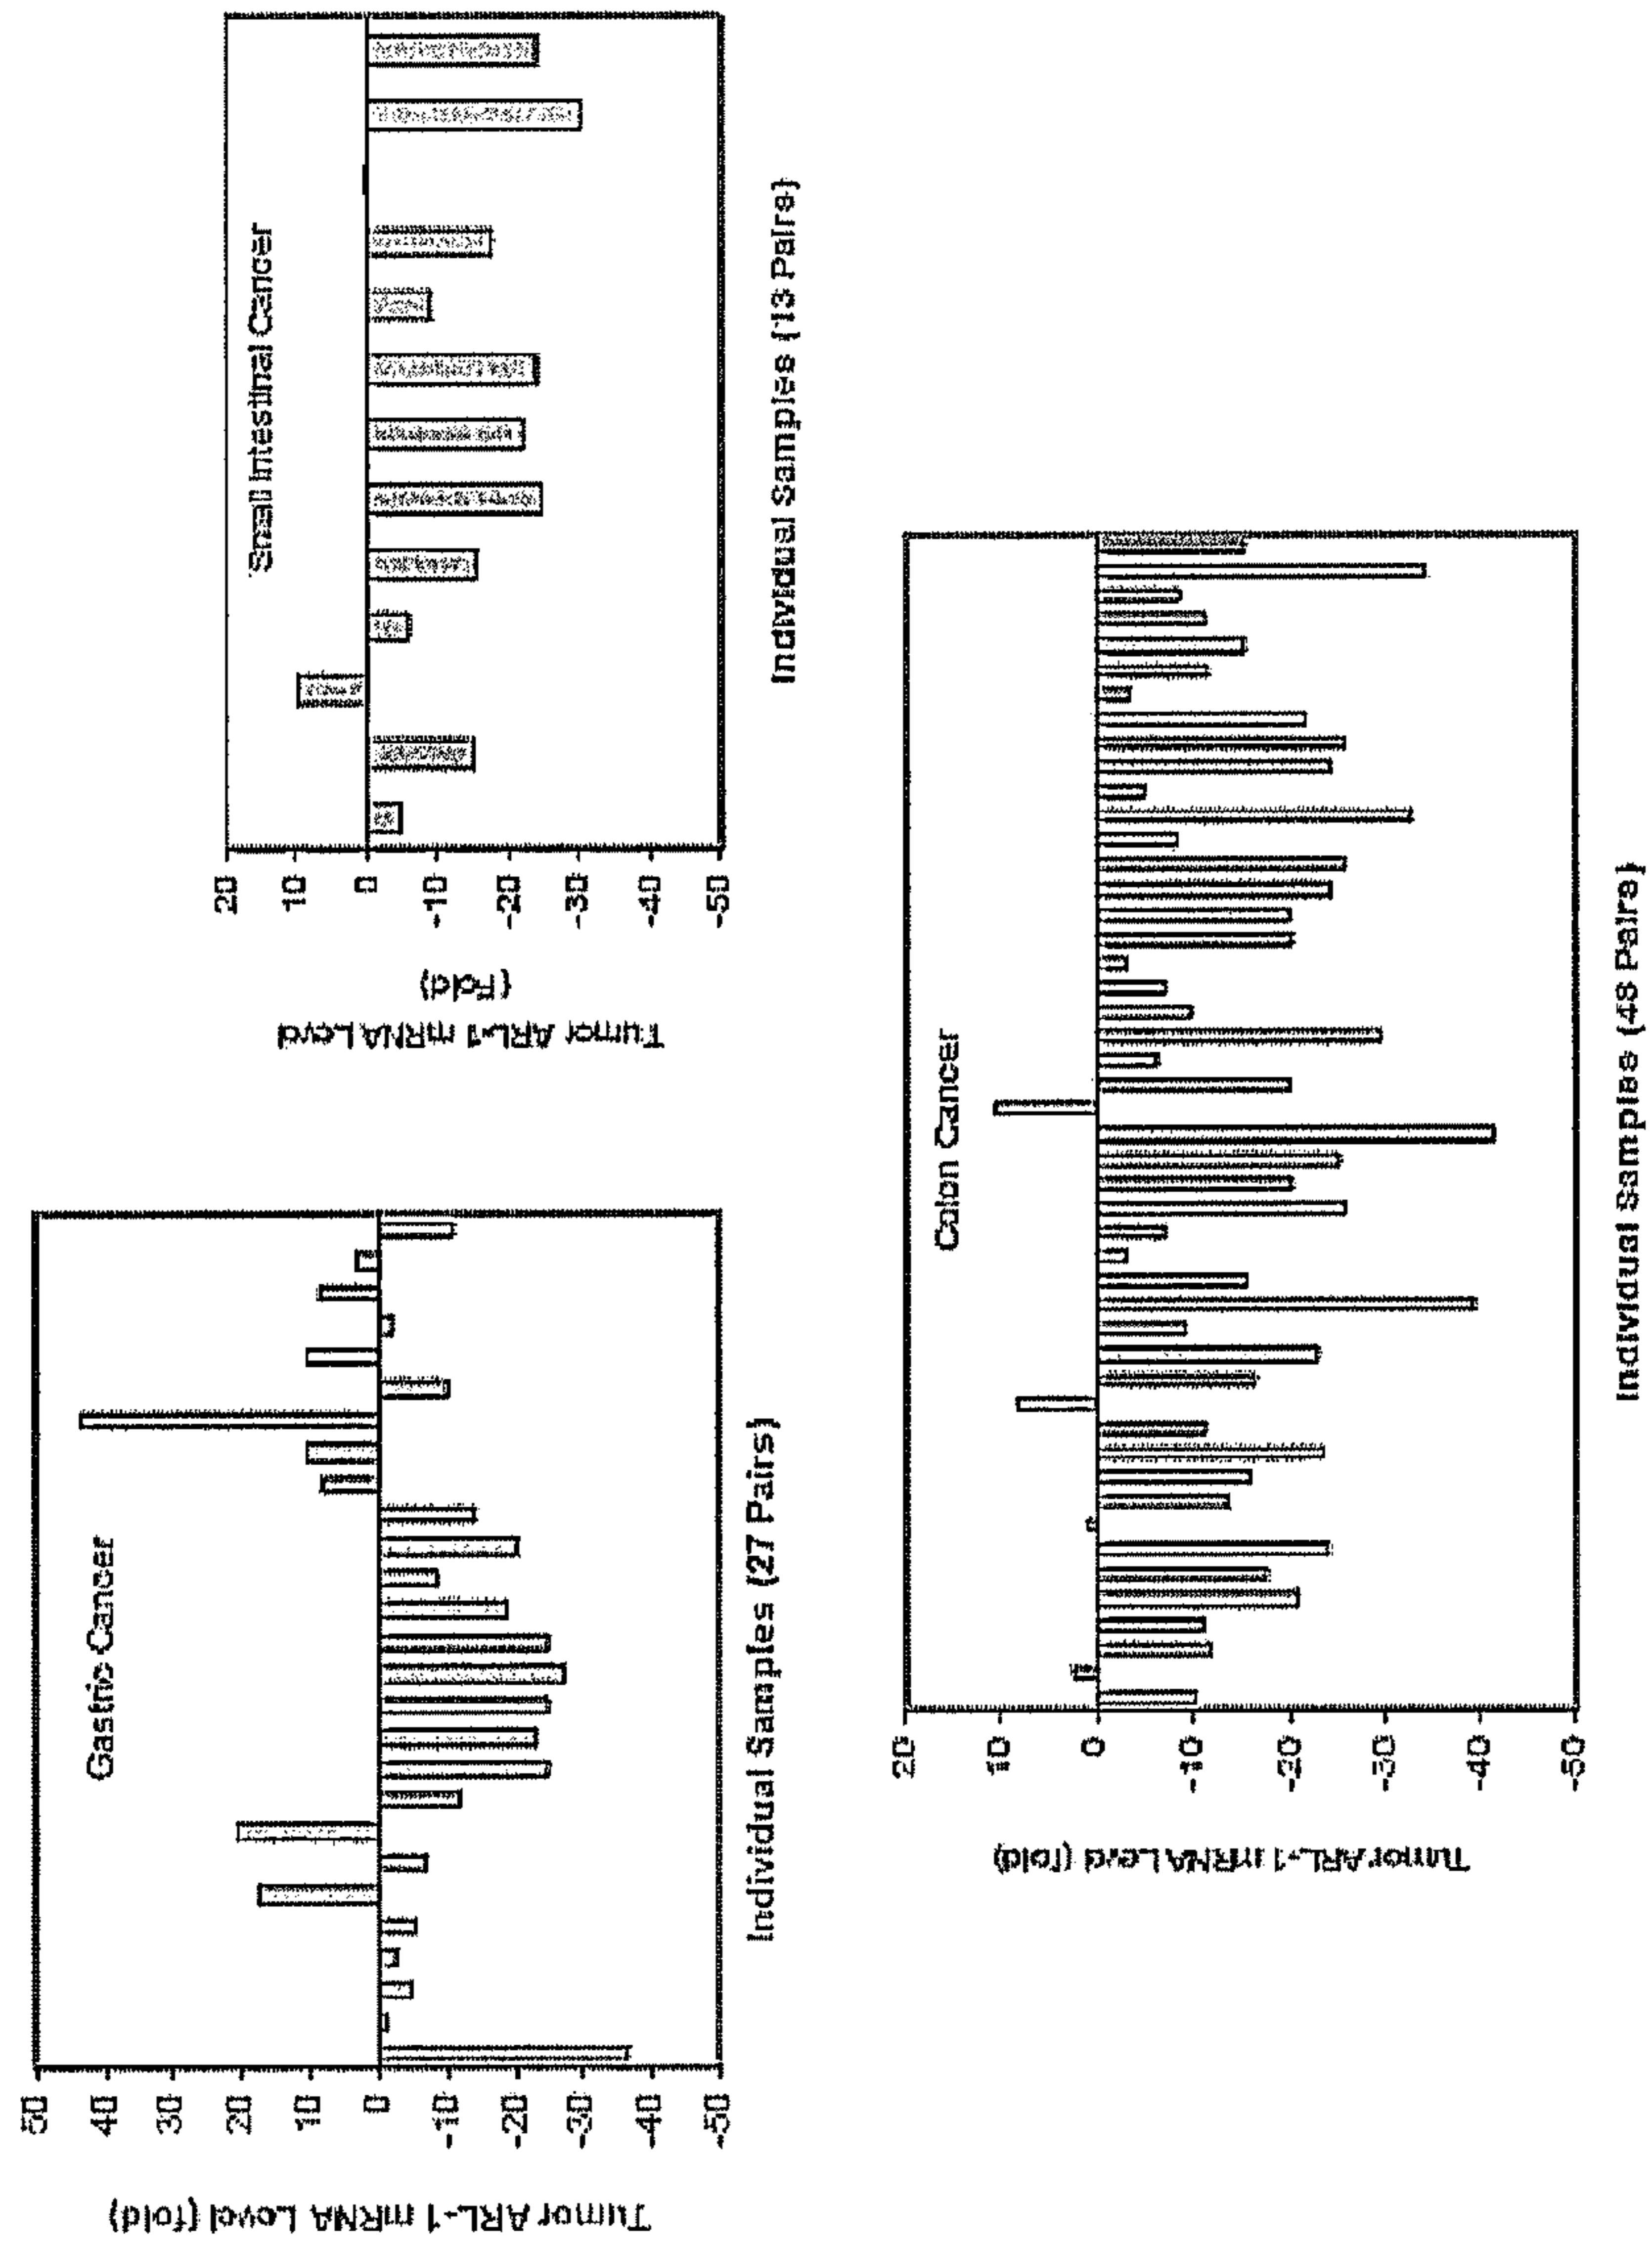 Gastric Cancer
50
40
30
20
10
0
-10
-20
-30
-40
-50
Tumor ARL-1 mRNA Level (fold)
Individual Samples (27 Pairs)
Small Intestinal Cancer
20
10
0
-10
-20
-30
-40
-50
Tumor ARL-1 mRNA Level
(Fold)
Individual Samples (13 Pairs)
Colon Cancer
20
10
0
-10
-20
-30
-40
-50
Tumor ARL-1 mRNA Level (fold)
Individual Samples (48 Pairs)